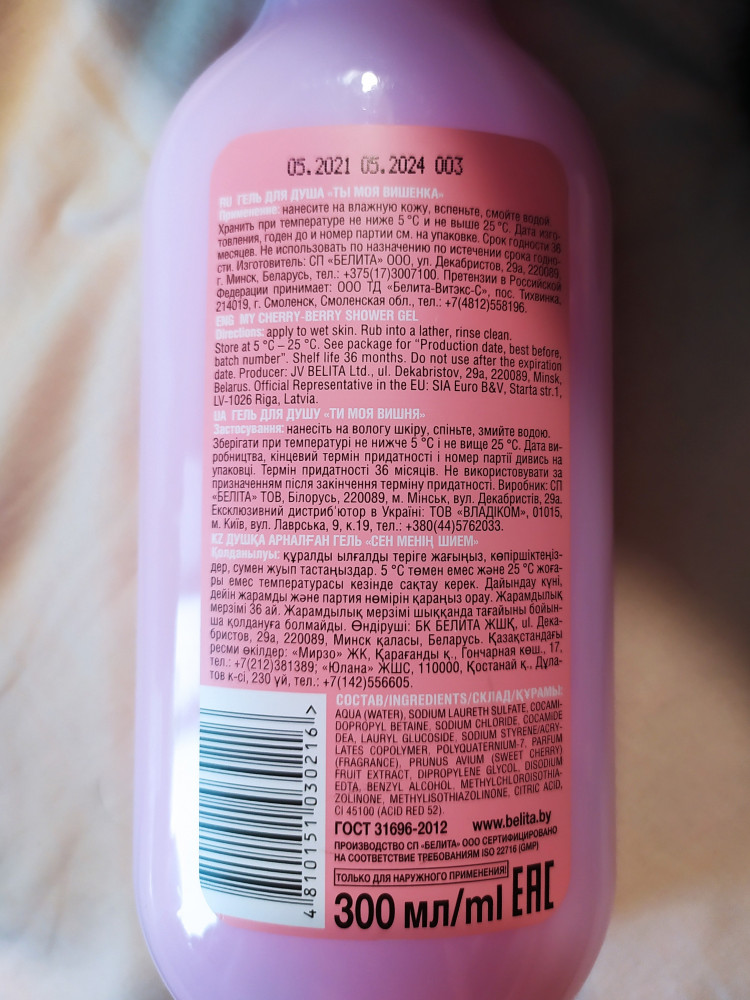 05.2021 05.2024 003
RU ГЕЛЬ ДЛЯ ДУША «ТЫ МОЯ ВИШЕНКА»
Применение: нанесите на влажную кожу, вспеньте, смойте водой.
Хранить при температуре не ниже 5 °С и не выше 25 °С. Дата изго-
товления, годен до и номер партии см. на упаковке. Срок годности 36
месяцев. Не использовать по назначению по истечении срока годно-
сти. Изготовитель: СП «БЕЛИТА» ООО, ул. Декабристов, 29а, 220089,
г. Минск, Беларусь, тел.: +375(17)3007100. Претензии в Российской
Федерации принимает: ООО ТД «Белита-Витэкс-С», пос. Тихвинка,
214019, г. Смоленск, Смоленская обл., тел.: +7(4812)558196.
ENG MY CHERRY-BERRY SHOWER GEL
Directions: apply to wet skin. Rub into a lather, rinse clean.
Store at 5 °C – 25 °C. See package for “Production date, best before,
batch number”. Shelf life 36 months. Do not use after the expiration
date. Producer: JV BELITA Ltd., ul. Dekabristov, 29a, 220089, Minsk,
Belarus. Official Representative in the EU: SIA Euro B&V, Starta str.1,
LV-1026 Riga, Latvia.
UA ГЕЛЬ ДЛЯ ДУШУ «ТИ МОЯ ВИШНЯ»
Застосування: нанесіть на вологу шкіру, спіньте, змийте водою.
Зберігати при температурі не нижче 5 °С і не вище 25 °С. Дата ви-
робництва, кінцевий термін придатності і номер партії дивись на
упаковці. Термін придатності 36 місяців. Не використовувати за
призначенням після закінчення терміну придатності. Виробник: СП
«БЕЛІТА» ТОВ, Білорусь, 220089, м. Мінськ, вул. Декабристів, 29а.
Ексклюзивний дистриб’ютор в Україні: ТОВ «ВЛАДІКОМ», 01015,
м. Київ, вул. Лаврська, 9, к.19, тел.: +380(44)5762033.
KZ ДУШҚА АРНАЛҒАН ГЕЛЬ «СЕН МЕНІҢ ШИЕМ»
Қолданылуы: құралды ылғалды теріге жағыңыз, көпіршіктеңіз-
дер, сумен жуып тастаңыздар. 5 °С төмен емес және 25 °С жоға-
ры емес температурасы кезінде сақтау керек. Дайындау күні,
дейін жарамды және партия нөмірін қараңыз орау. Жарамдылық
мерзімі 36 ай. Жарамдылық мерзімі шыққанда тағайыны бойын-
ша қолдануға болмайды. Өндіруші: БК БЕЛИТА ЖШҚ, ul. Дека-
бристов, 29а, 220089, Минск қаласы, Беларусь. Қазақстандағы
ресми өкілдер: «Мирзо» ЖК, Қарағанды қ., Гончарная көш., 17,
тел.: +7(212)381389; «Юлана» ЖШС, 110000, Қостанай қ., Дула-
тов к-сі, 230 үй, тел.: +7(142)556605.
СОСТАВ/INGREDIENTS/СКЛАД/ҚҰРАМЫ:
AQUA (WATER), SODIUM LAURETH SULFATE, COCAMI-
DOPROPYL BETAINE, SODIUM CHLORIDE, COCAMIDE
DEA, LAURYL GLUCOSIDE, SODIUM STYRENE/ACRY-
LATES COPOLYMER, POLYQUATERNIUM-7, PARFUM
(FRAGRANCE), PRUNUS AVIUM (SWEET CHERRY)
FRUIT EXTRACT, DIPROPYLENE GLYCOL, DISODIUM
EDTA, BENZYL ALCOHOL, METHYLCHLOROISOTHIA-
ZOLINONE, METHYLISOTHIAZOLINONE, CITRIC ACID,
CI 45100 (ACID RED 52).
ГОСТ 31696-2012 www.belita.by
ПРОИЗВОДСТВО СП «БЕЛИТА» ООО СЕРТИФИЦИРОВАНО
НА СООТВЕТСТВИЕ ТРЕБОВАНИЯМ ISO 22716 (GMP)
ТОЛЬКО ДЛЯ НАРУЖНОГО ПРИМЕНЕНИЯ!
300 мл/ml EAC
4 810151 030216 >